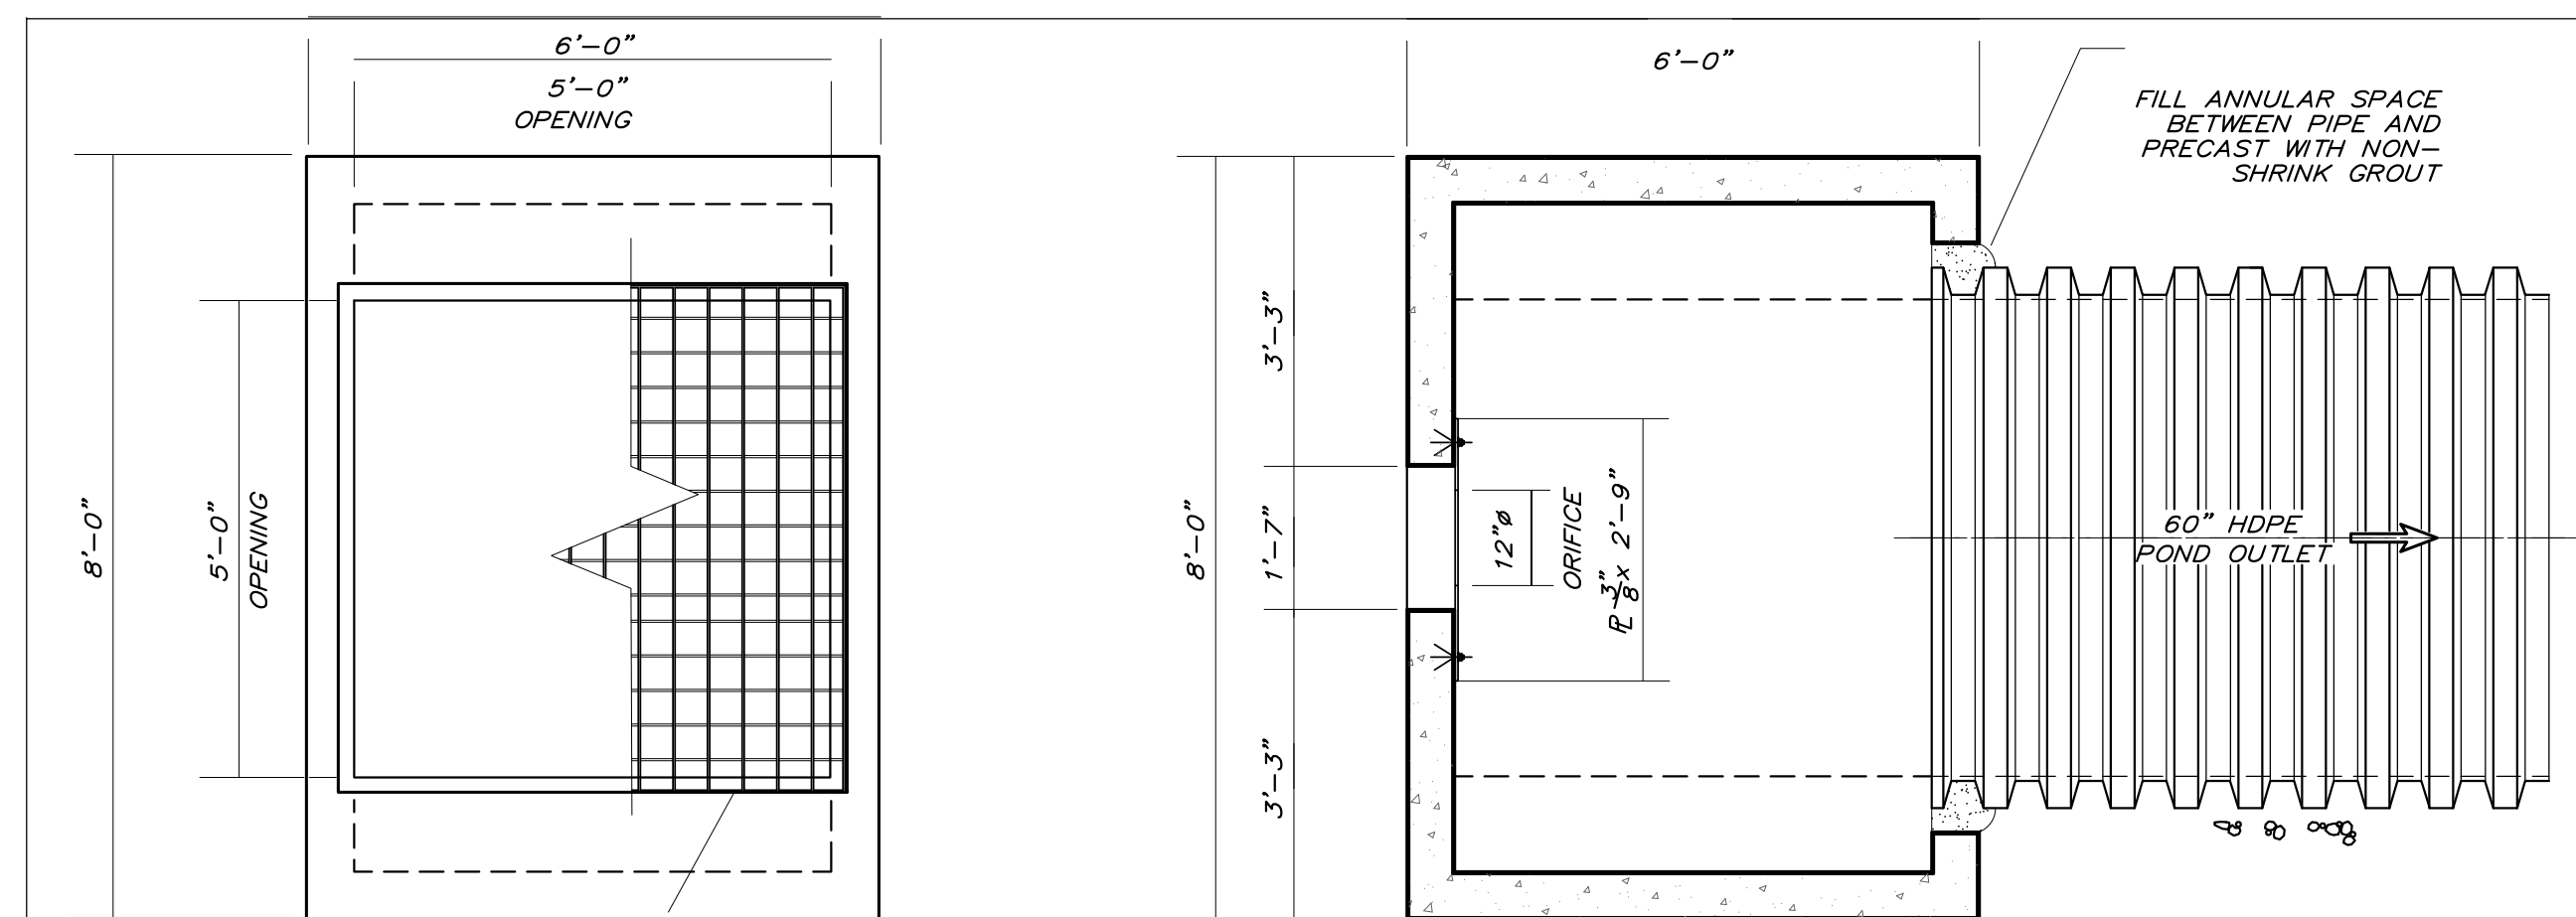 6'-0"
5'-0"
OPENING
8'-0"
5'-0"
OPENING
6'-0"
FILL ANNULAR SPACE
BETWEEN PIPE AND
PRECAST WITH NON-
SHRINK GROUT
8'-0"
3'-3"
1'-7"
3'-3"
12"ø
ORIFICE
℄ 3/8" x 2'-9"
60" HDPE
POND OUTLET